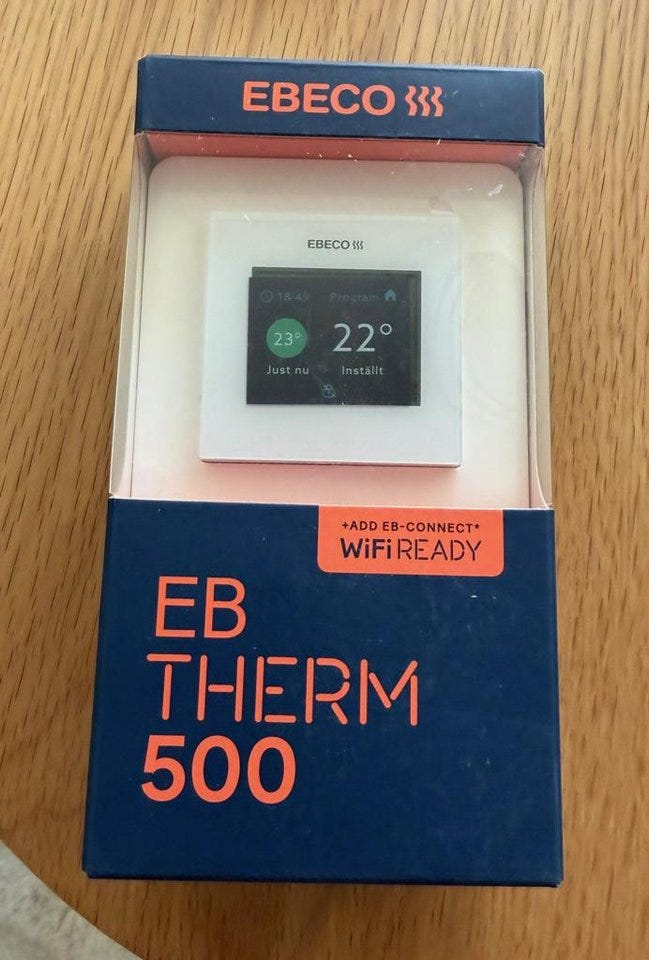 EBECO
EBECO
18:45 Program
23° 22°
Just nu Inställt
+ADD EB-CONNECT*
WiFi READY
EB
THERM
500